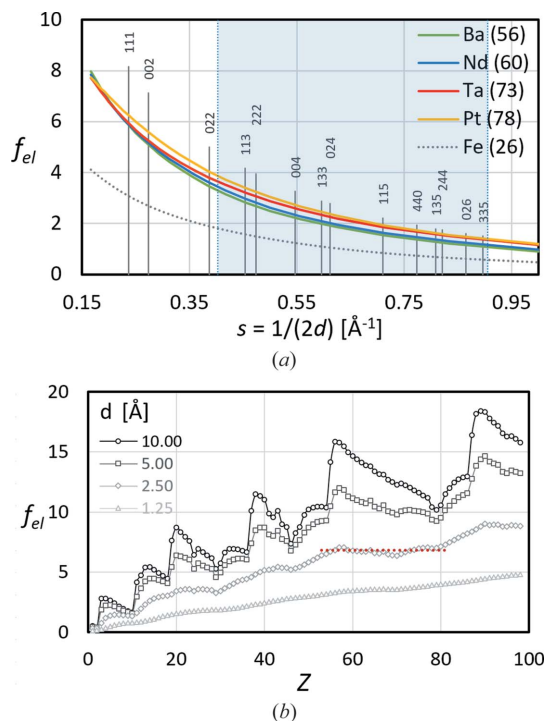 10
8
6
4
2
0
f_el
111
002
022
113
222
004
133
024
115
440
135
244
026
335
Ba (56)
Nd (60)
Ta (73)
Pt (78)
Fe (26)
0.15 0.35 0.55 0.75 0.95
s = 1/(2d) [Å⁻¹]
(a)
20
15
10
5
0
f_el
d [Å]
10.00
5.00
2.50
1.25
0 20 40 60 80 100
Z
(b)